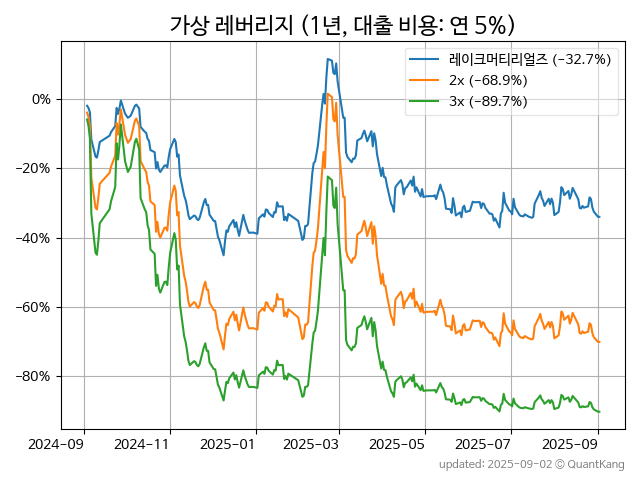 가상 레버리지 (1년, 대출 비용: 연 5%)
레이크머티리얼즈 (−32.7%)
2x (−68.9%)
3x (−89.7%)
0%
−20%
−40%
−60%
−80%
2024-09 2024-11 2025-01 2025-03 2025-05 2025-07 2025-09
updated: 2025-09-02 © QuantKang